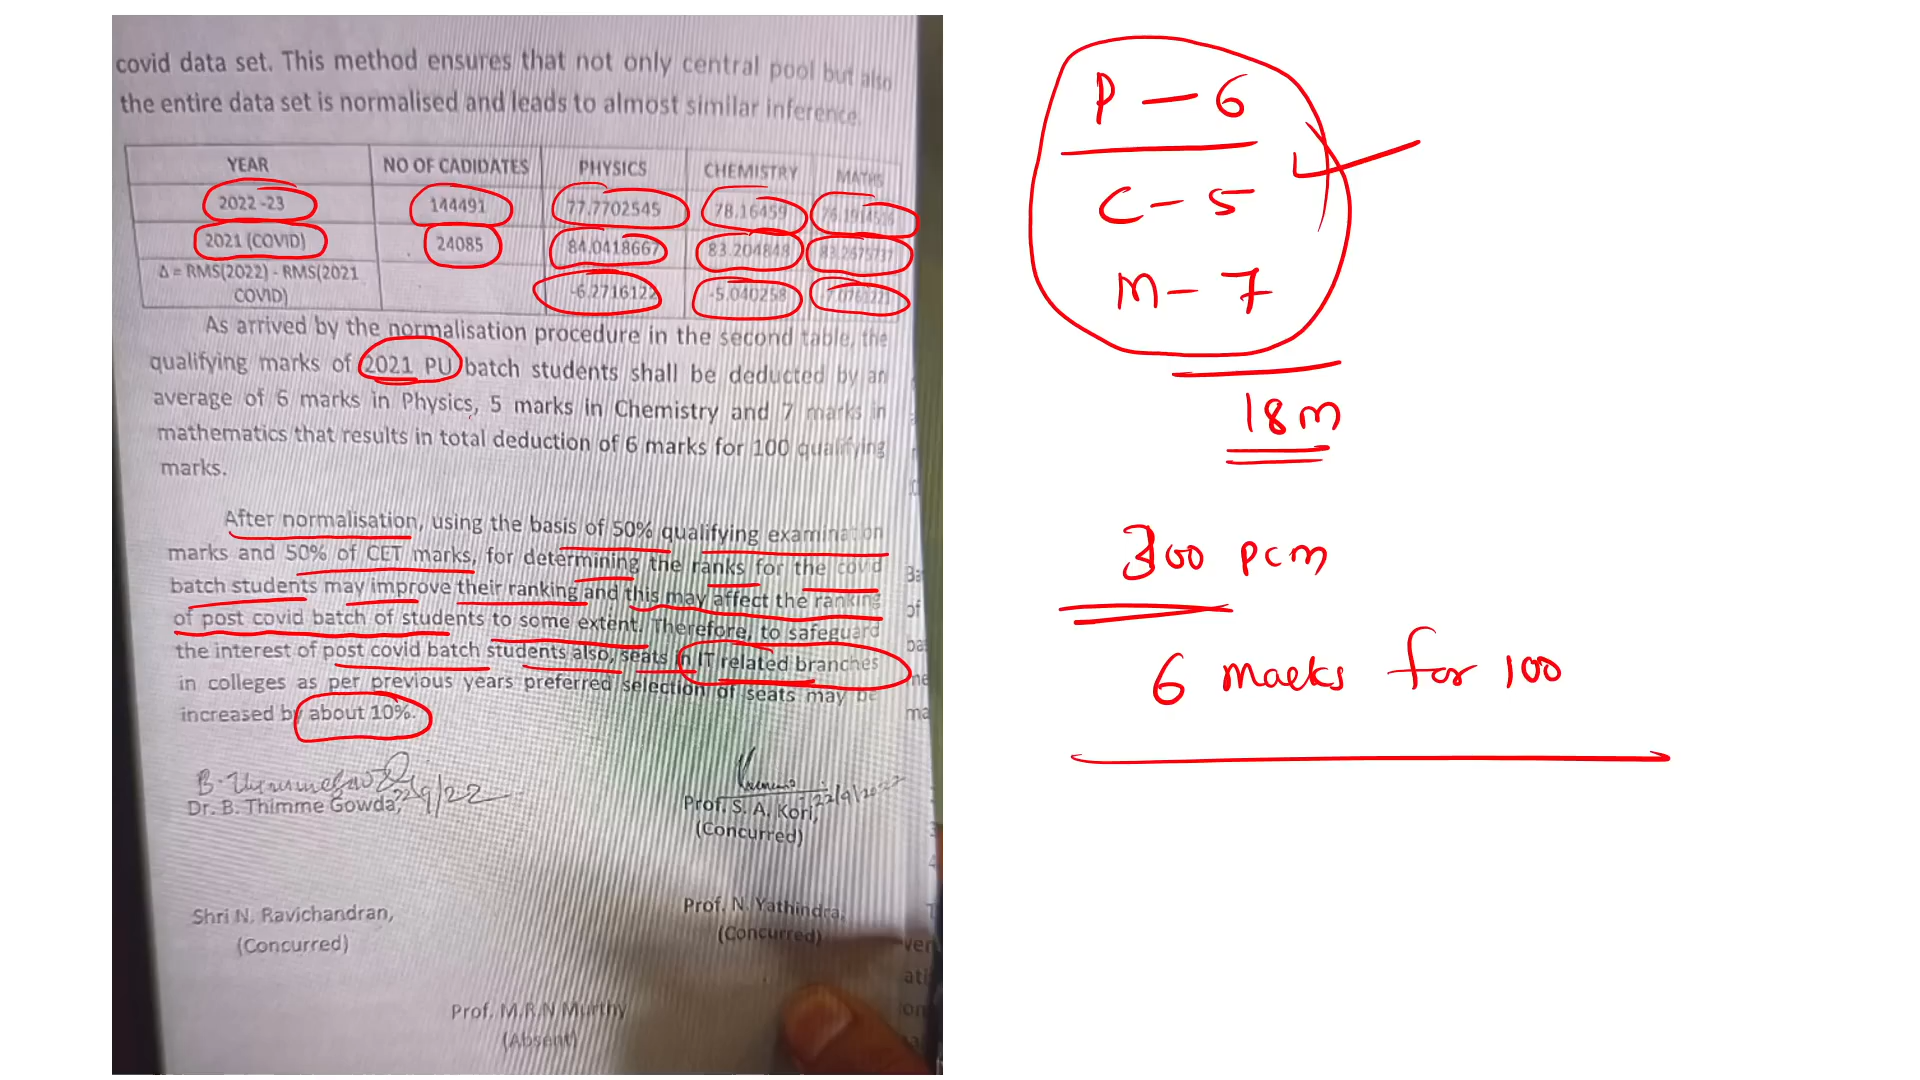 covid data set. This method ensures that not only central pool but also
the entire data set is normalised and leads to almost similar inference.
YEAR NO OF CADIDATES PHYSICS CHEMISTRY MATHS
2022 -23 144491 77.7702545 78.16459
2021 (COVID) 24085 84.0418667 83.204848
Δ = RMS(2022) - RMS(2021 COVID) -6.2716122 -5.040258
As arrived by the normalisation procedure in the second table, the
qualifying marks of 2021 PU batch students shall be deducted by an
average of 6 marks in Physics, 5 marks in Chemistry and 7 marks in
mathematics that results in total deduction of 6 marks for 100 qualifying
marks.
After normalisation, using the basis of 50% qualifying examination
marks and 50% of CET marks, for determining the ranks for the covid
batch students may improve their ranking and this may affect the ranking
of post covid batch of students to some extent. Therefore, to safeguard
the interest of post covid batch students also, seats in IT related branches
in colleges as per previous years preferred selection of seats may be
increased by about 10%.
22/9/22
22/9/2022
Dr. B. Thimme Gowda,
Prof. S. A. Kori,
(Concurred)
Shri N. Ravichandran,
(Concurred)
Prof. N. Yathindra,
(Concurred)
Prof. M.R.N Murthy
(Absent)
P - 6
C - 5
M - 7
18m
300 pcm
6 marks for 100